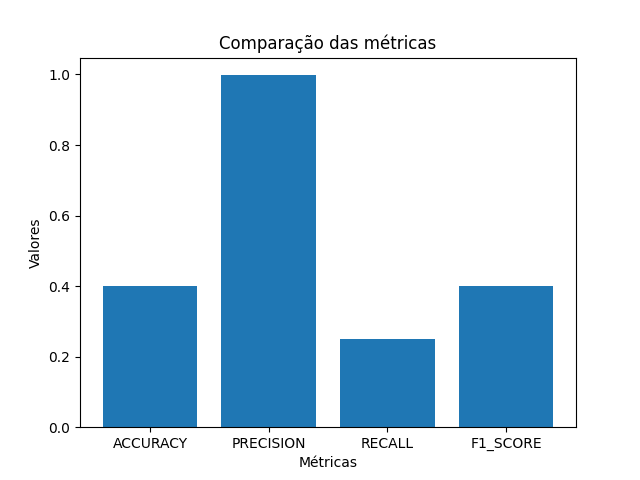 Comparação das métricas
Valores
1.0
0.8
0.6
0.4
0.2
0.0
ACCURACY PRECISION RECALL F1_SCORE
Métricas